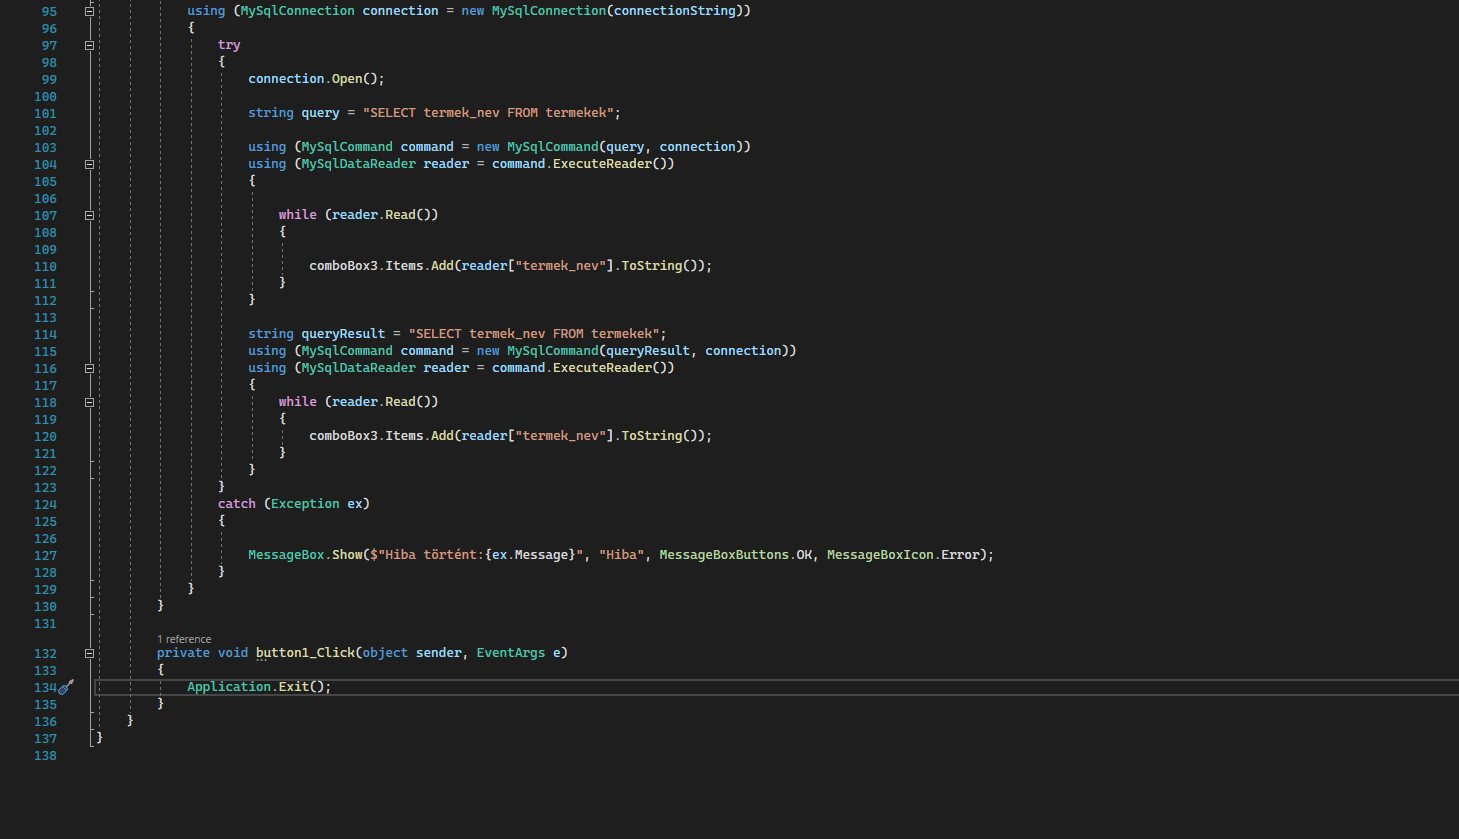 95 using (MySqlConnection connection = new MySqlConnection(connectionString))
96 {
97 try
98 {
99 connection.Open();
100
101 string query = "SELECT termek_nev FROM termekek";
102
103 using (MySqlCommand command = new MySqlCommand(query, connection))
104 using (MySqlDataReader reader = command.ExecuteReader())
105 {
106
107 while (reader.Read())
108 {
109
110 comboBox3.Items.Add(reader["termek_nev"].ToString());
111 }
112 }
113
114 string queryResult = "SELECT termek_nev FROM termekek";
115 using (MySqlCommand command = new MySqlCommand(queryResult, connection))
116 using (MySqlDataReader reader = command.ExecuteReader())
117 {
118 while (reader.Read())
119 {
120 comboBox3.Items.Add(reader["termek_nev"].ToString());
121 }
122 }
123 }
124 catch (Exception ex)
125 {
126
127 MessageBox.Show($"Hiba történt:{ex.Message}", "Hiba", MessageBoxButtons.OK, MessageBoxIcon.Error);
128 }
129 }
130 }
131
1 reference
132 private void button1_Click(object sender, EventArgs e)
133 {
134 Application.Exit();
135 }
136 }
137 }
138